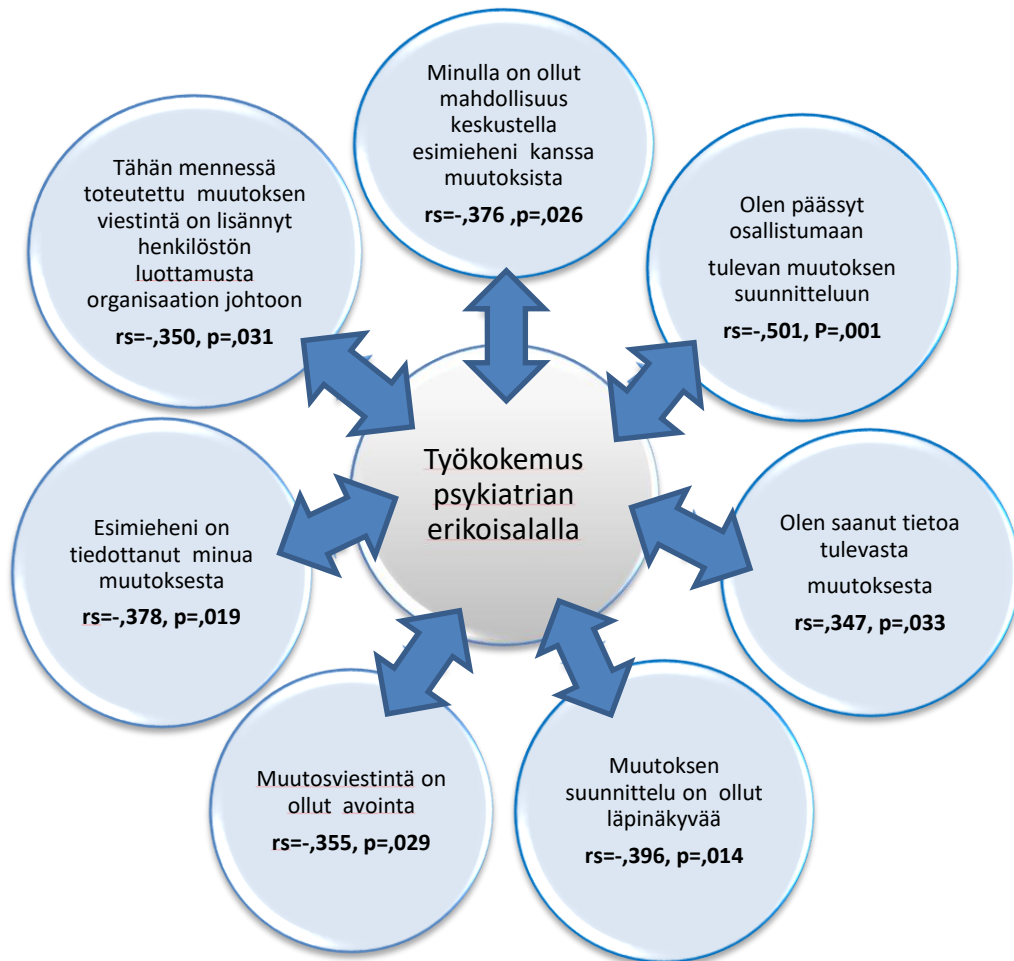 Minulla on ollut
mahdollisuus
keskustella
esimieheni kanssa
muutoksista
rs=-,376 ,p=,026
Olen päässyt
osallistumaan
tulevan muutoksen
suunnitteluun
rs=-,501, P=,001
Olen saanut tietoa
tulevasta
muutoksesta
rs=,347, p=,033
Muutoksen
suunnittelu on ollut
läpinäkyvää
rs=-,396, p=,014
Muutosviestintä on
ollut avointa
rs=-,355, p=,029
Esimieheni on
tiedottanut minua
muutoksesta
rs=-,378, p=,019
Tähän mennessä
toteutettu muutoksen
viestintä on lisännyt
henkilöstön
luottamusta
organisaation johtoon
rs=-,350, p=,031
Työkokemus
psykiatrian
erikoisalalla